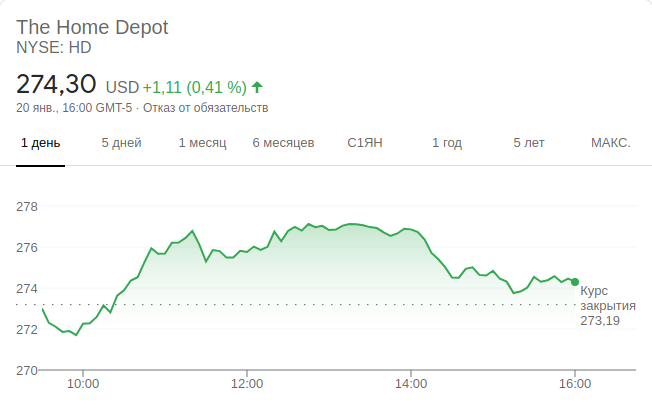 The Home Depot
NYSE: HD
274,30 USD +1,11 (0,41 %)
20 янв., 16:00 GMT-5 · Отказ от обязательств
1 день 5 дней 1 месяц 6 месяцев С1ЯН 1 год 5 лет МАКС.
278
276
274
Курс
закрытия
273,19
272
270
10:00 12:00 14:00 16:00